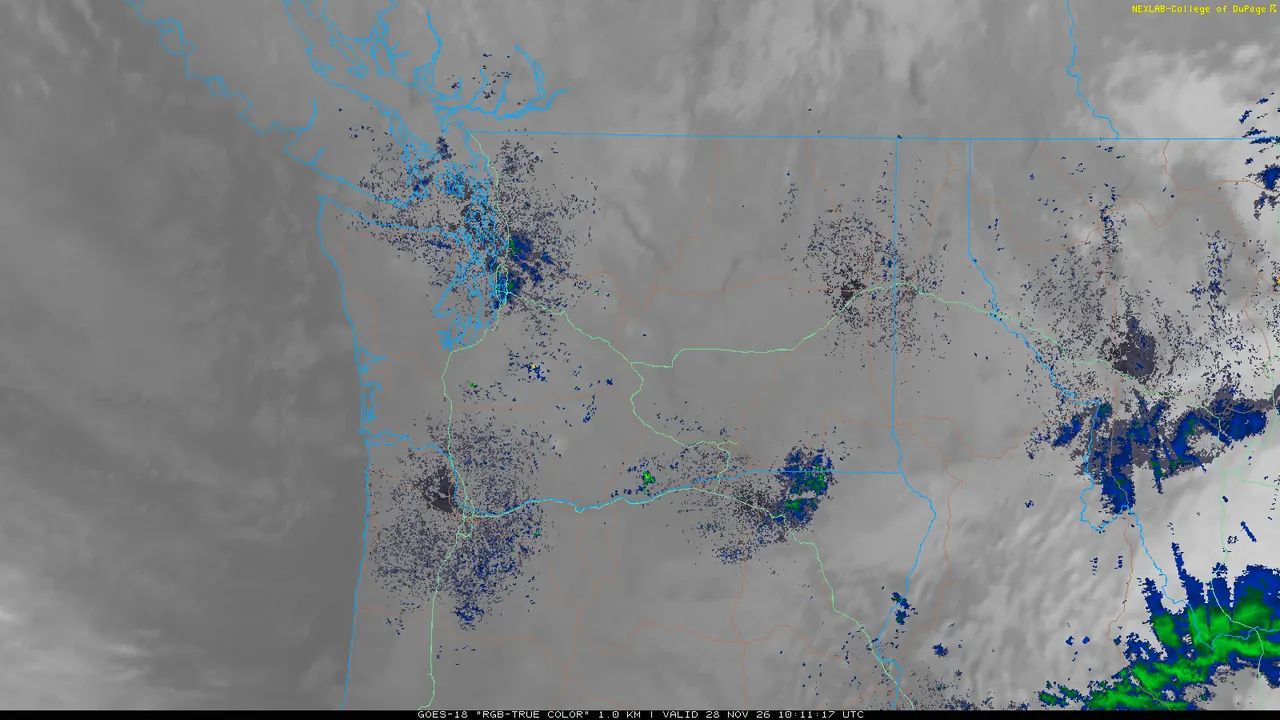 NEXLAB-College of DuPage
GOES-18 "RGB-TRUE COLOR" 1.0 KM | VALID 28 NOV 26 10:11:17 UTC